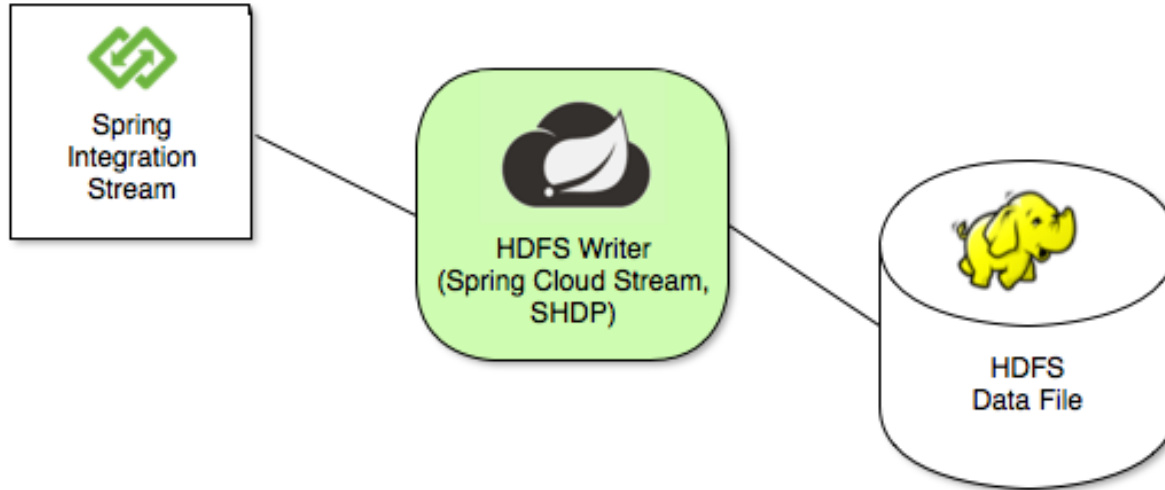 Spring
Integration
Stream
HDFS Writer
(Spring Cloud Stream,
SHDP)
HDFS
Data File